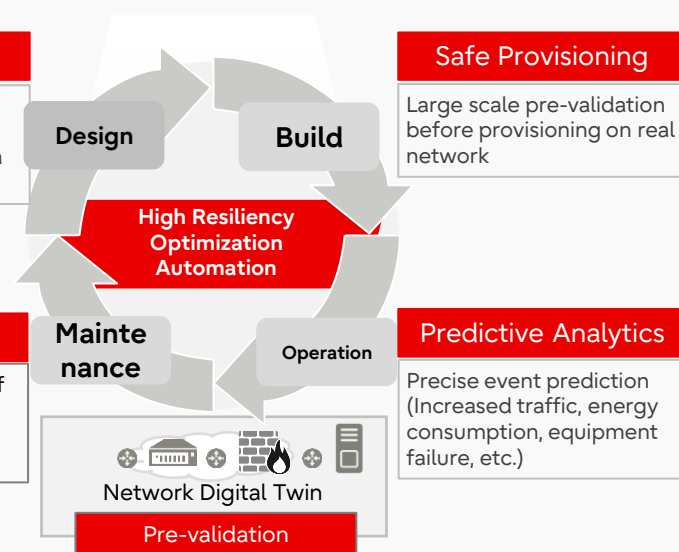 Safe Provisioning
Large scale pre-validation
before provisioning on real
network
Design
Build
High Resiliency
Optimization
Automation
Mainte
nance
Operation
Predictive Analytics
Precise event prediction
(Increased traffic, energy
consumption, equipment
failure, etc.)
Network Digital Twin
Pre-validation